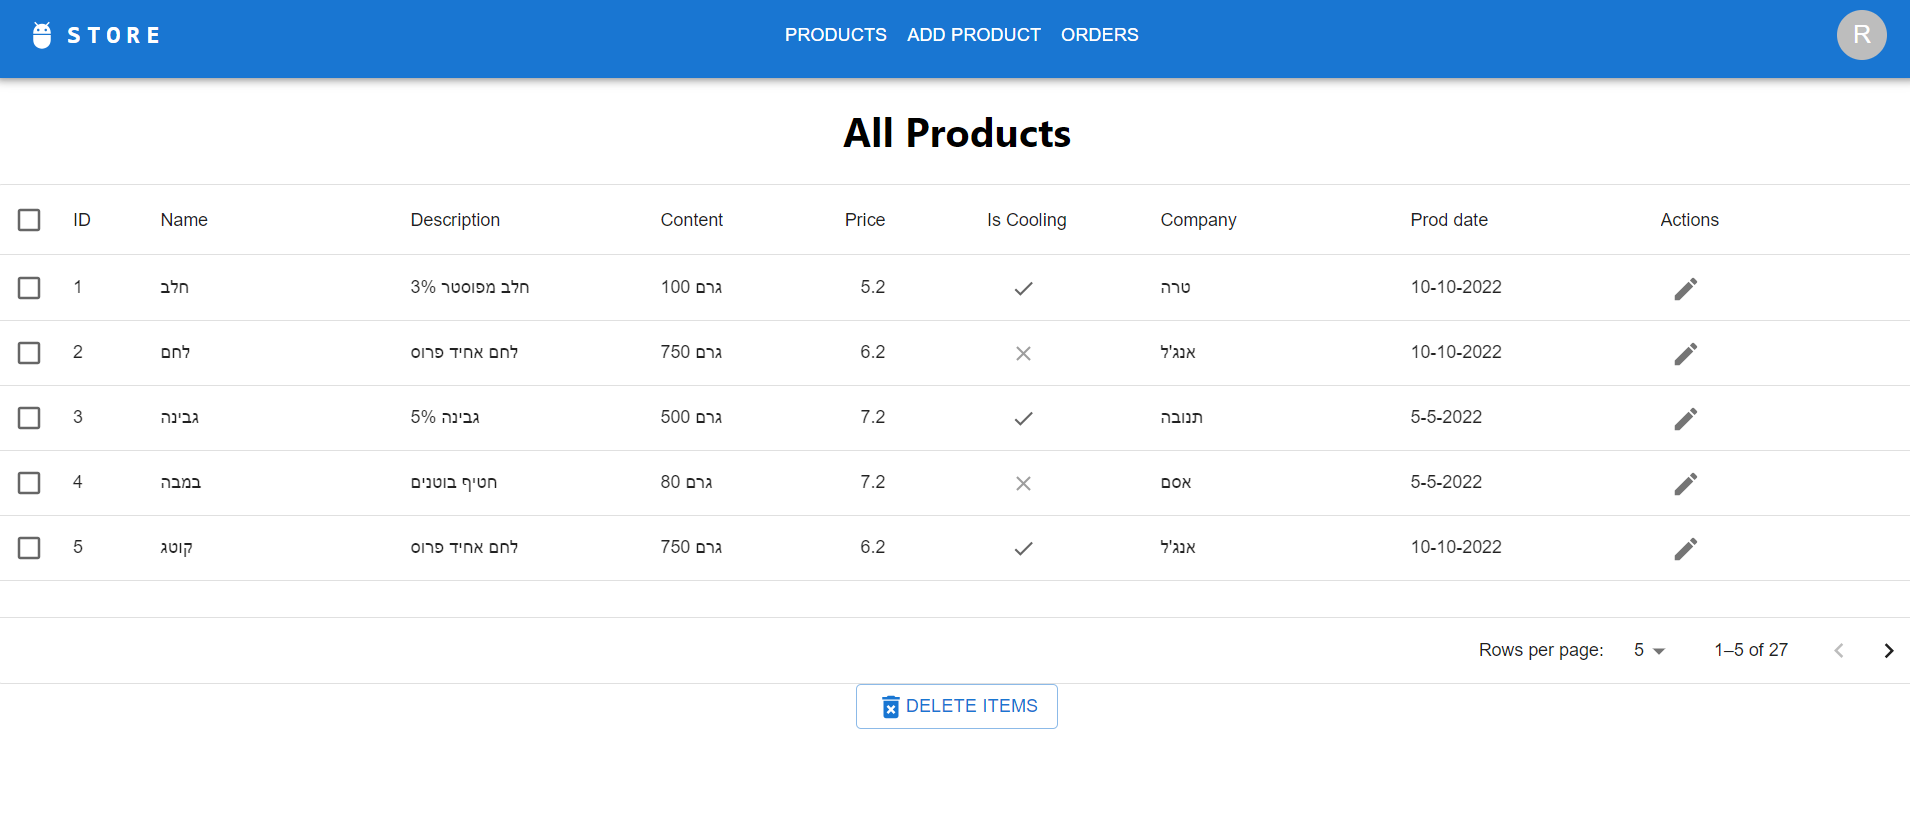 STORE PRODUCTS ADD PRODUCT ORDERS R
All Products
ID Name Description Content Price Is Cooling Company Prod date Actions
1 חלב חלב מפוסטר 3% 100 גרם 5.2 טרה 10-10-2022
2 לחם לחם אחיד פרוס 750 גרם 6.2 אנג'ל 10-10-2022
3 גבינה גבינה 5% 500 גרם 7.2 תנובה 5-5-2022
4 במבה חטיף בוטנים 80 גרם 7.2 אסם 5-5-2022
5 קוטג לחם אחיד פרוס 750 גרם 6.2 אנג'ל 10-10-2022
Rows per page: 5 1–5 of 27
DELETE ITEMS